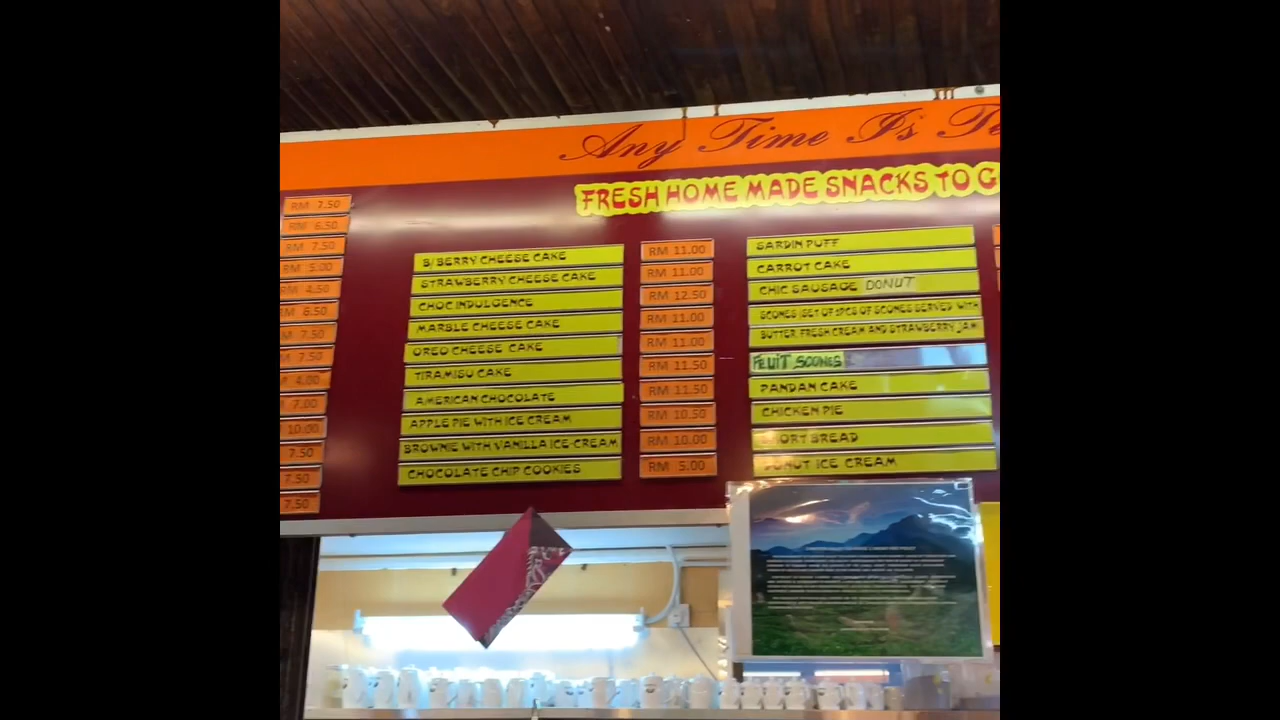 Any Time Is Te
FRESH HOME MADE SNACKS TO G
RM 7.50
RM 6.50
RM 7.50
RM 5.00
RM 4.50
RM 6.50
7.50
7.50
4.00
7.00
10.00
7.50
7.50
7.50
B/BERRY CHEESE CAKE RM 11.00
STRAWBERRY CHEESE CAKE RM 11.00
CHOC INDULGENCE RM 12.50
MARBLE CHEESE CAKE RM 11.00
OREO CHEESE CAKE RM 11.00
TIRAMISU CAKE RM 11.50
AMERICAN CHOCOLATE RM 11.50
APPLE PIE WITH ICE CREAM RM 10.50
BROWNIE WITH VANILLA ICE-CREAM RM 10.00
CHOCOLATE CHIP COOKIES RM 5.00
SARDIN PUFF
CARROT CAKE
CHIC SAUSAGE DONUT
SCONES (SET OF 2PCS OF SCONES SERVED WITH
BUTTER, FRESH CREAM AND STRAWBERRY JAM
FRUIT SCONES
PANDAN CAKE
CHICKEN PIE
ORT BREAD
ONUT ICE CREAM